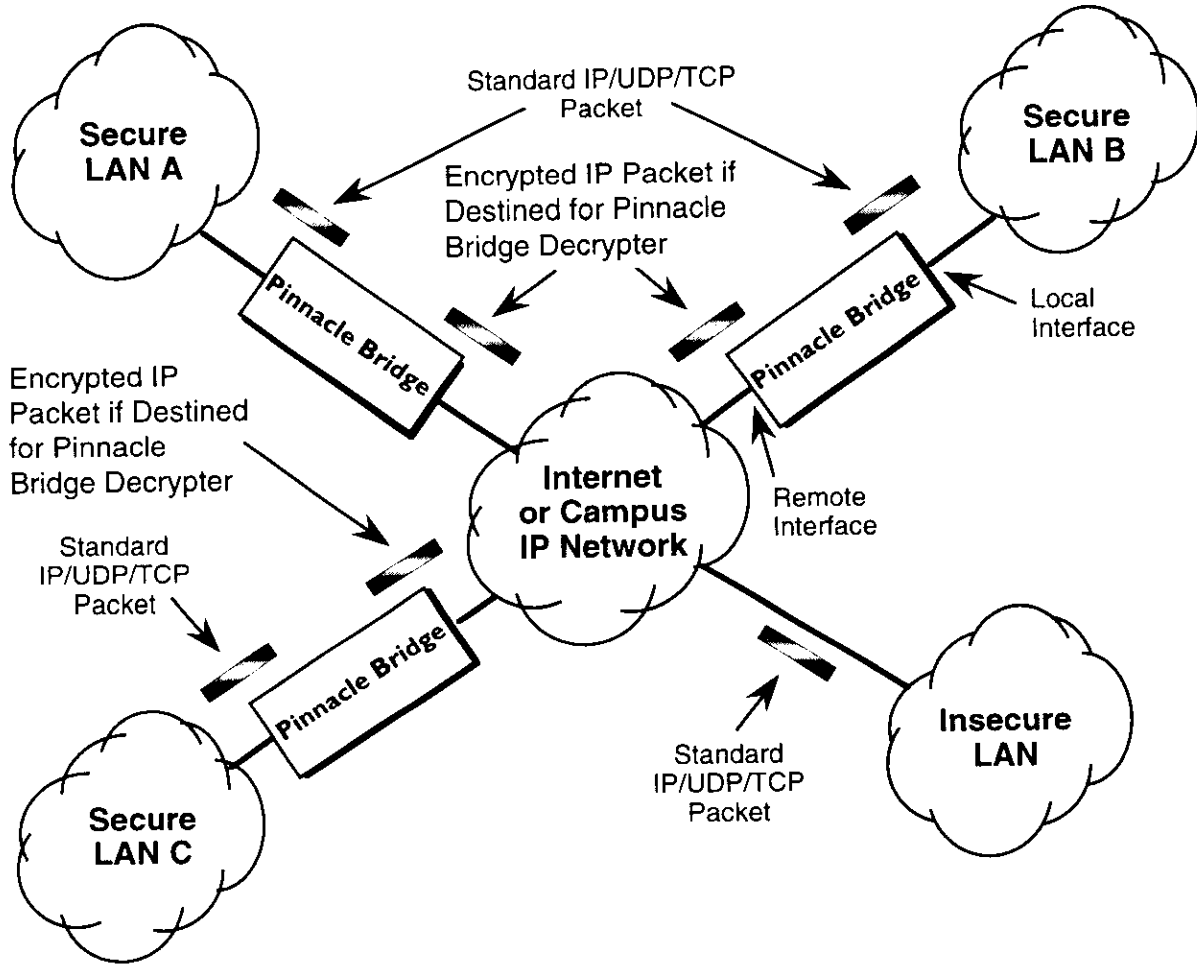 Standard IP/UDP/TCP
Packet
Secure
LAN A
Secure
LAN B
Encrypted IP Packet if
Destined for Pinnacle
Bridge Decrypter
Pinnacle Bridge
Pinnacle Bridge
Local
Interface
Encrypted IP
Packet if Destined
for Pinnacle
Bridge Decrypter
Internet
or Campus
IP Network
Remote
Interface
Standard
IP/UDP/TCP
Packet
Pinnacle Bridge
Insecure
LAN
Standard
IP/UDP/TCP
Packet
Secure
LAN C